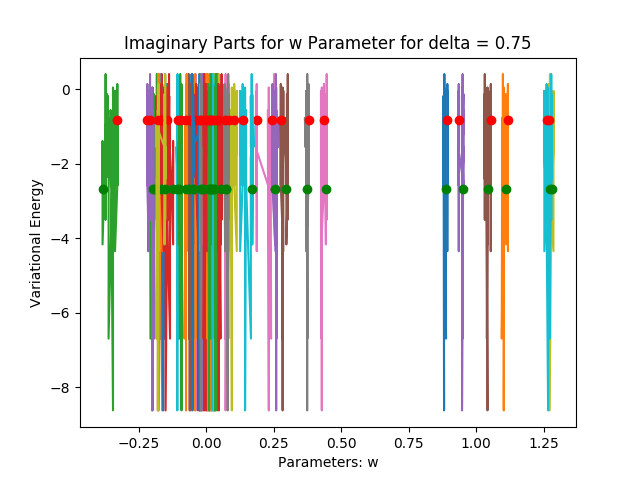 Imaginary Parts for w Parameter for delta = 0.75
Variational Energy
0
−2
−4
−6
−8
−0.25 0.00 0.25 0.50 0.75 1.00 1.25
Parameters: w